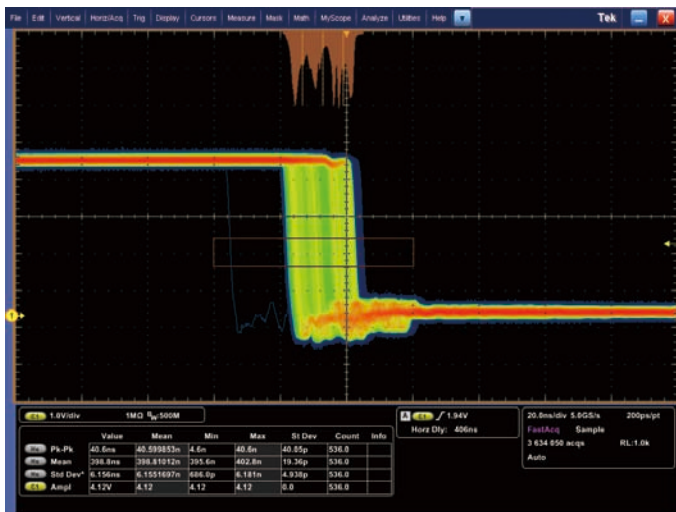 File Edit Vertical Horiz/Acq Trig Display Cursors Measure Mask Math MyScope Analyze Utilities Help Tek X
1
C1 1.0V/div 1MΩ BW:500M
A C1 1.94V
Horz Dly: 406ns
20.0ns/div 5.0GS/s 200ps/pt
FastAcq Sample
3 634 050 acqs RL:1.0k
Auto
Value Mean Min Max St Dev Count Info
Pk-Pk 40.6ns 40.599853n 4.6n 40.6n 40.05p 536.0
Mean 398.8ns 398.81012n 395.6n 402.8n 19.36p 536.0
Std Dev* 6.156ns 6.1551697n 686.0p 6.181n 4.938p 536.0
C1 Ampl 4.12V 4.12 4.12 4.12 0.0 536.0